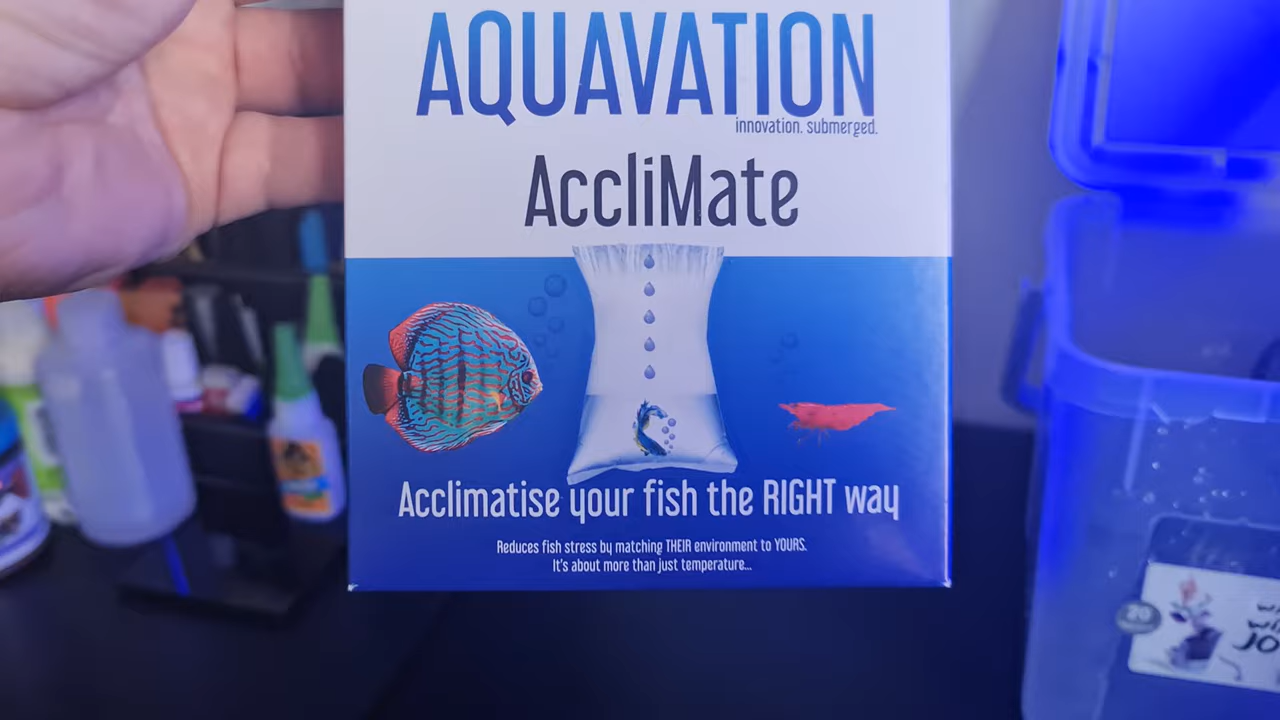 AQUAVATION
innovation. submerged.
AccliMate
Acclimatise your fish the RIGHT way
Reduces fish stress by matching THEIR environment to YOURS.
It's about more than just temperature...
20